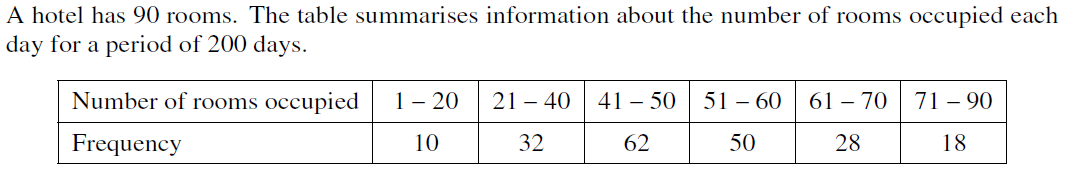 A hotel has 90 rooms. The table summarises information about the number of rooms occupied each
day for a period of 200 days.
Number of rooms occupied 1 – 20 21 – 40 41 – 50 51 – 60 61 – 70 71 – 90
Frequency 10 32 62 50 28 18